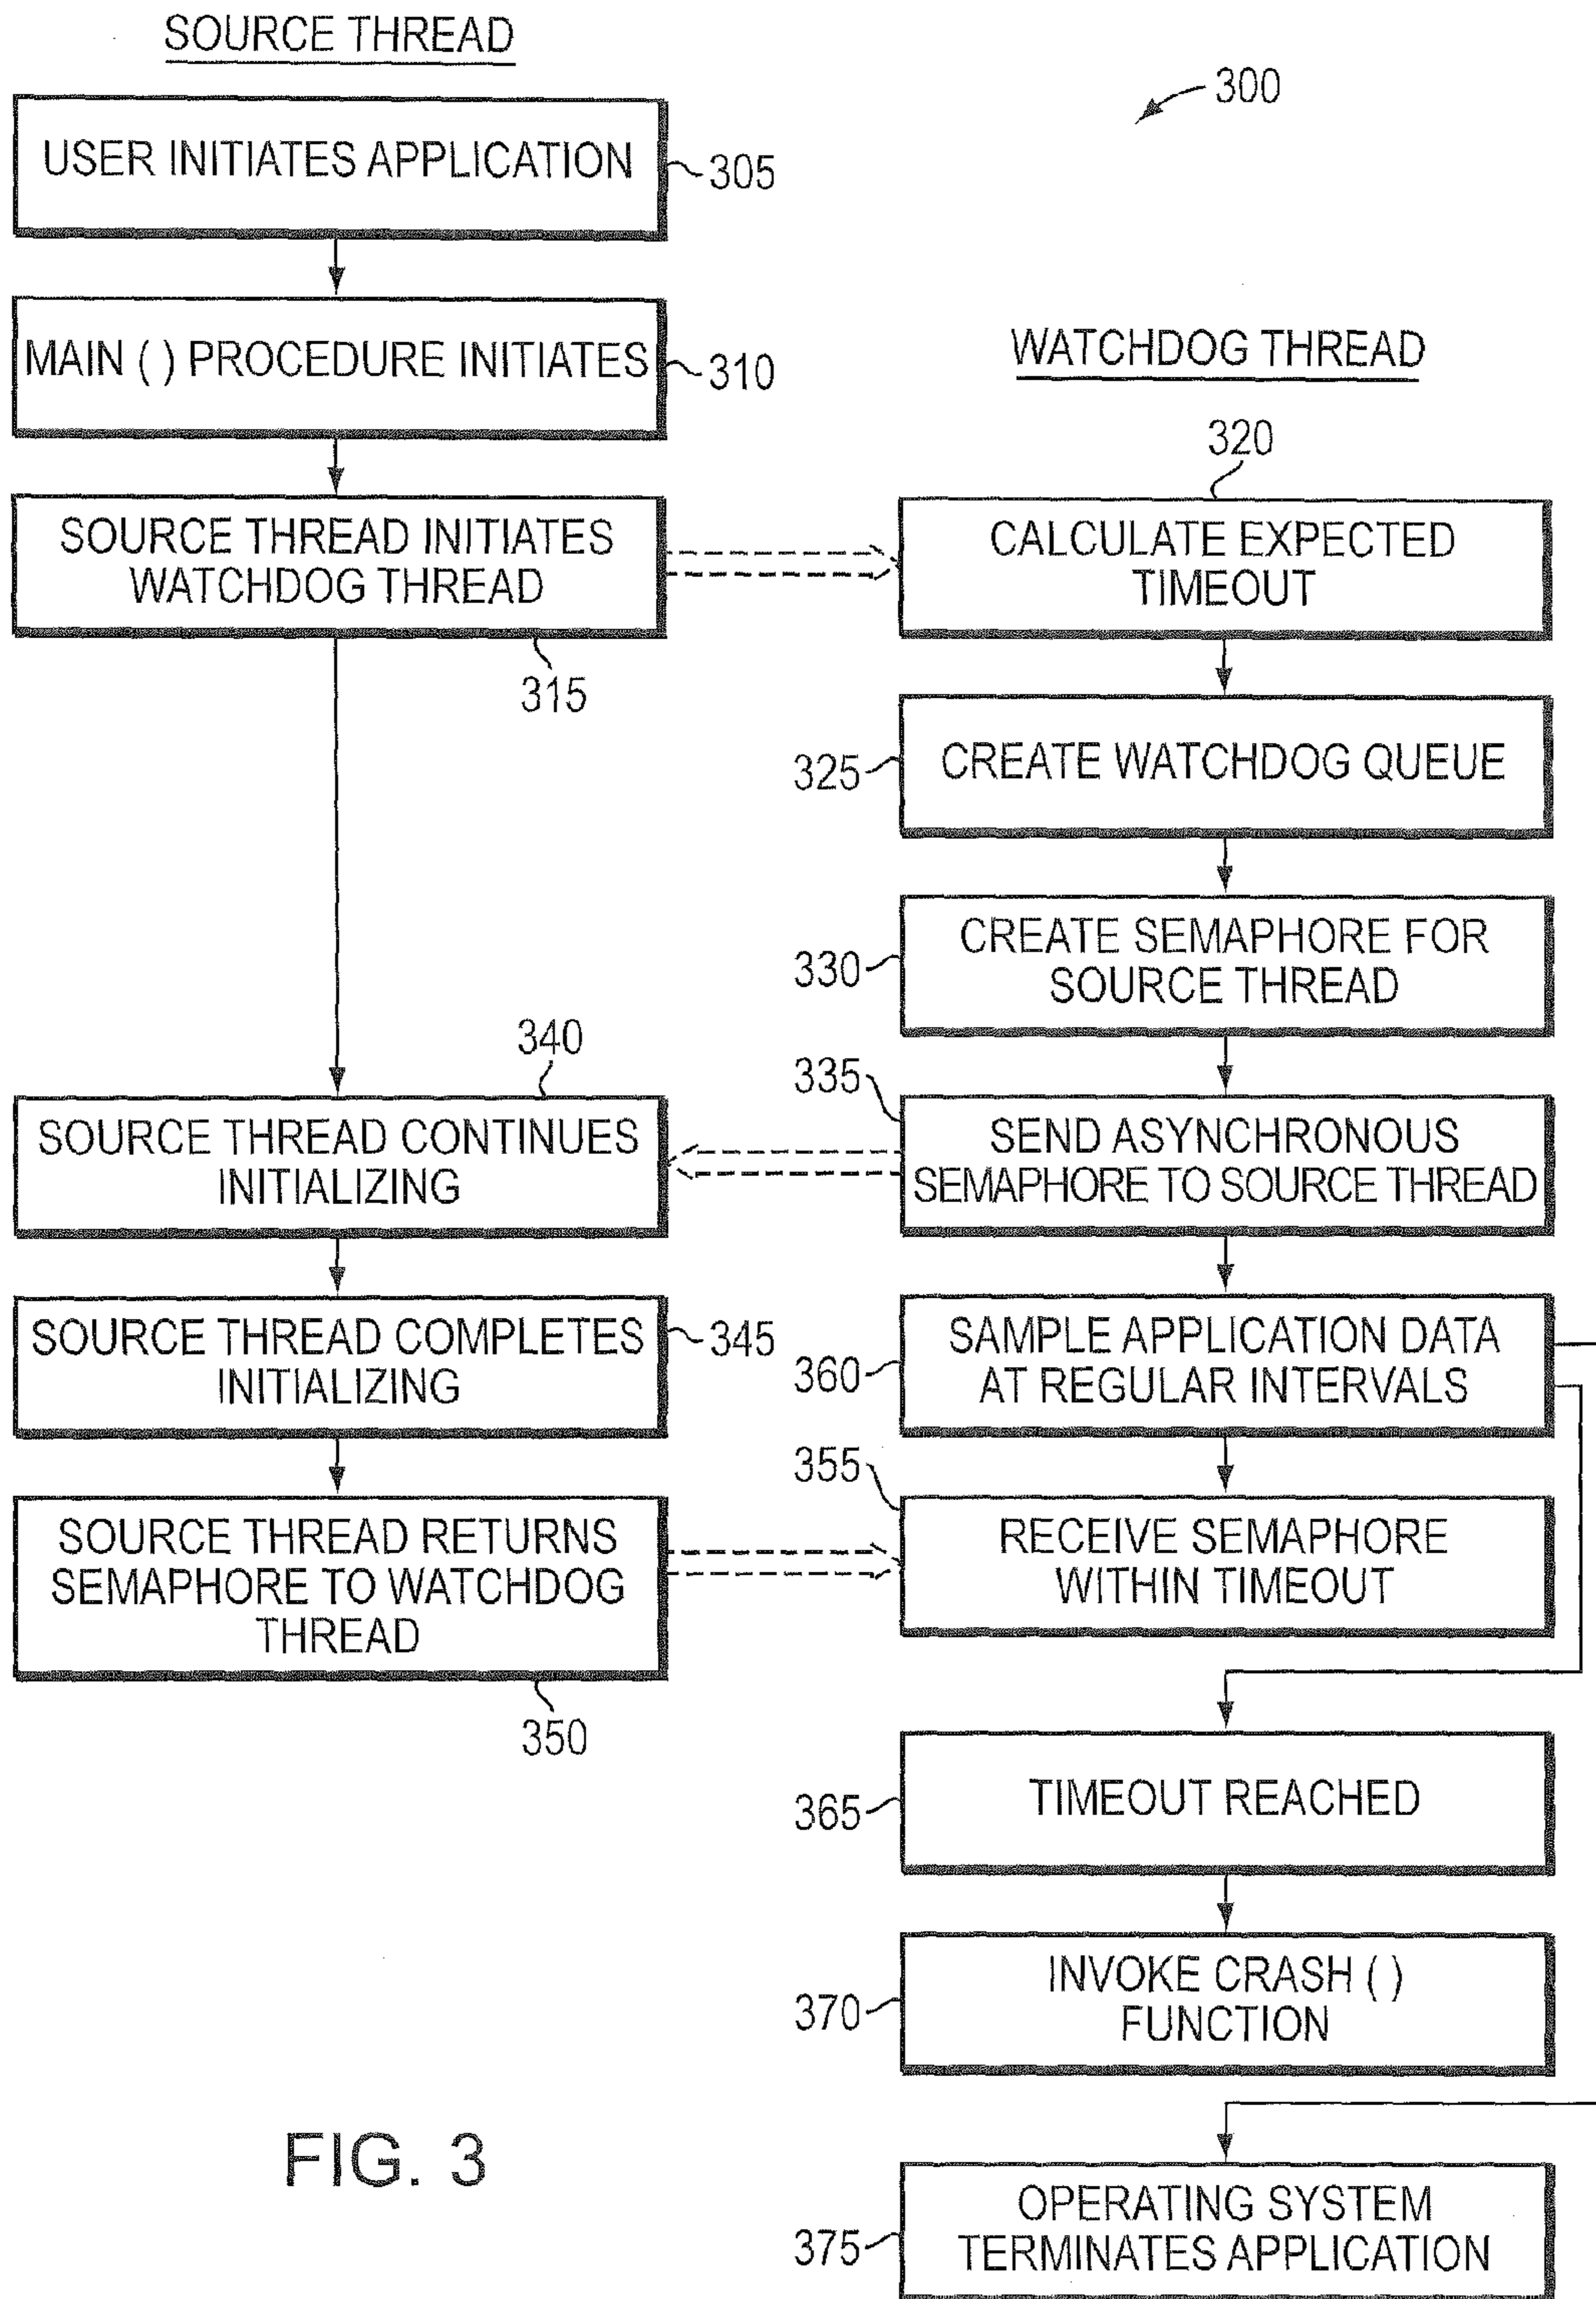 SOURCE THREAD
300
USER INITIATES APPLICATION
305
MAIN ( ) PROCEDURE INITIATES
310
WATCHDOG THREAD
SOURCE THREAD INITIATES
WATCHDOG THREAD
315
320
CALCULATE EXPECTED
TIMEOUT
325
CREATE WATCHDOG QUEUE
330
CREATE SEMAPHORE FOR
SOURCE THREAD
335
SEND ASYNCHRONOUS
SEMAPHORE TO SOURCE THREAD
340
SOURCE THREAD CONTINUES
INITIALIZING
SOURCE THREAD COMPLETES
INITIALIZING
345
360
SAMPLE APPLICATION DATA
AT REGULAR INTERVALS
355
RECEIVE SEMAPHORE
WITHIN TIMEOUT
SOURCE THREAD RETURNS
SEMAPHORE TO WATCHDOG
THREAD
350
365
TIMEOUT REACHED
370
INVOKE CRASH ( )
FUNCTION
375
OPERATING SYSTEM
TERMINATES APPLICATION
FIG. 3